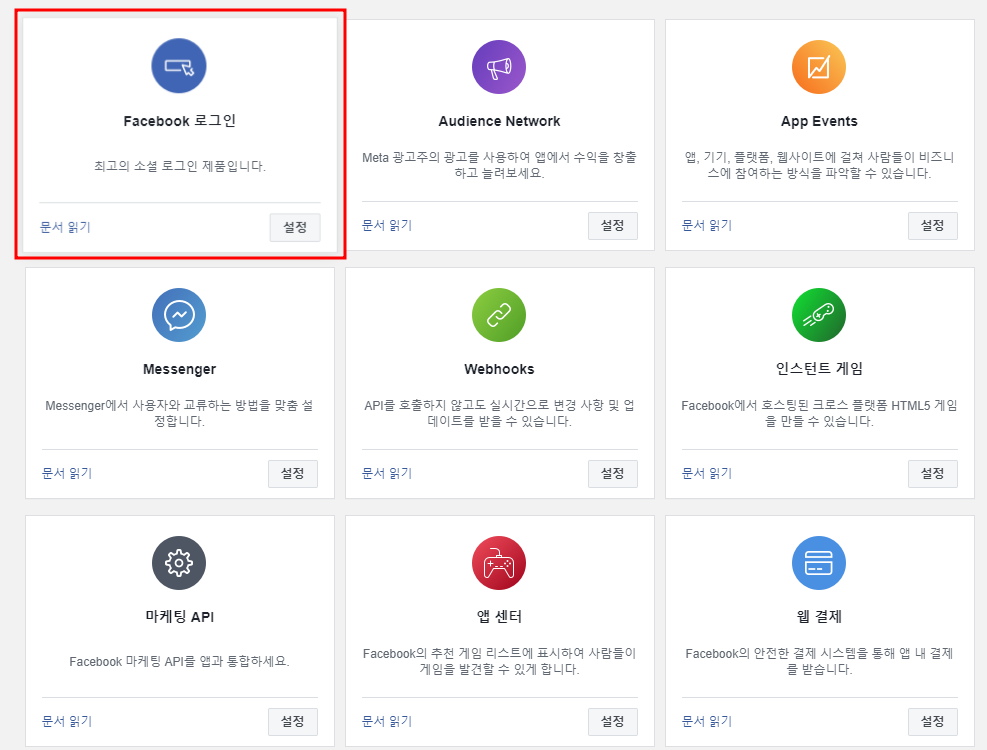 Facebook 로그인
최고의 소셜 로그인 제품입니다.
문서 읽기
설정
Audience Network
Meta 광고주의 광고를 사용하여 앱에서 수익을 창출
하고 늘려보세요.
문서 읽기
설정
App Events
앱, 기기, 플랫폼, 웹사이트에 걸쳐 사람들이 비즈니
스에 참여하는 방식을 파악할 수 있습니다.
문서 읽기
설정
Messenger
Messenger에서 사용자와 교류하는 방법을 맞춤 설
정합니다.
문서 읽기
설정
Webhooks
API를 호출하지 않고도 실시간으로 변경 사항 및 업
데이트를 받을 수 있습니다.
문서 읽기
설정
인스턴트 게임
Facebook에서 호스팅된 크로스 플랫폼 HTML5 게임
을 만들 수 있습니다.
문서 읽기
설정
마케팅 API
Facebook 마케팅 API를 앱과 통합하세요.
문서 읽기
설정
앱 센터
Facebook의 추천 게임 리스트에 표시하여 사람들이
게임을 발견할 수 있게 합니다.
문서 읽기
설정
웹 결제
Facebook의 안전한 결제 시스템을 통해 앱 내 결제
를 받습니다.
문서 읽기
설정